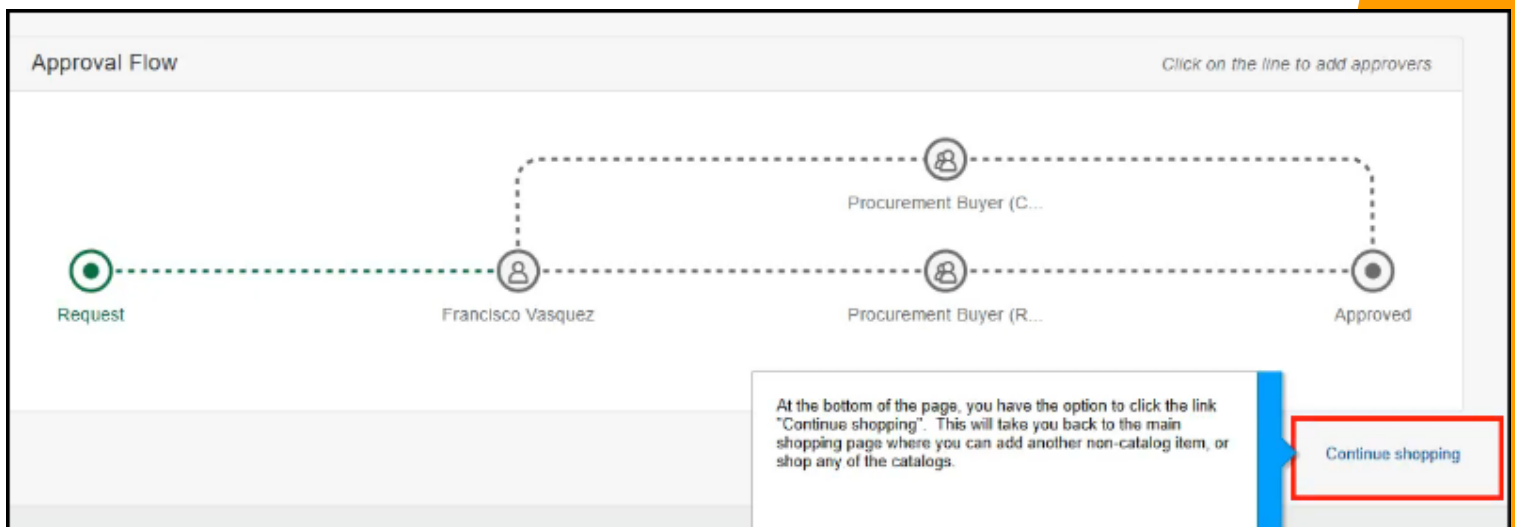 Approval Flow
Click on the line to add approvers
Procurement Buyer (C...
Request
Francisco Vasquez
Procurement Buyer (R...
Approved
At the bottom of the page, you have the option to click the link
"Continue shopping".  This will take you back to the main
shopping page where you can add another non-catalog item, or
shop any of the catalogs.
Continue shopping